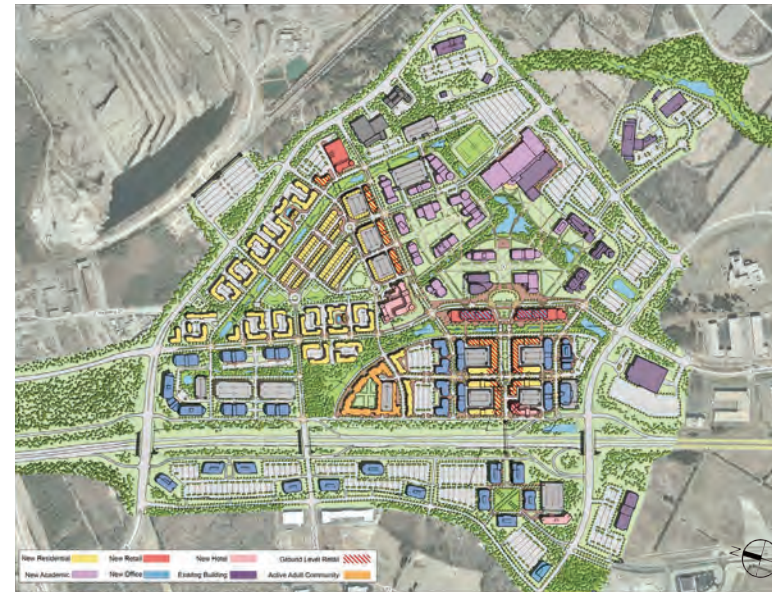 New Residential New Retail New Hotel Ground Level Retail
New Academic New Office Existing Building Active Adult Community
N